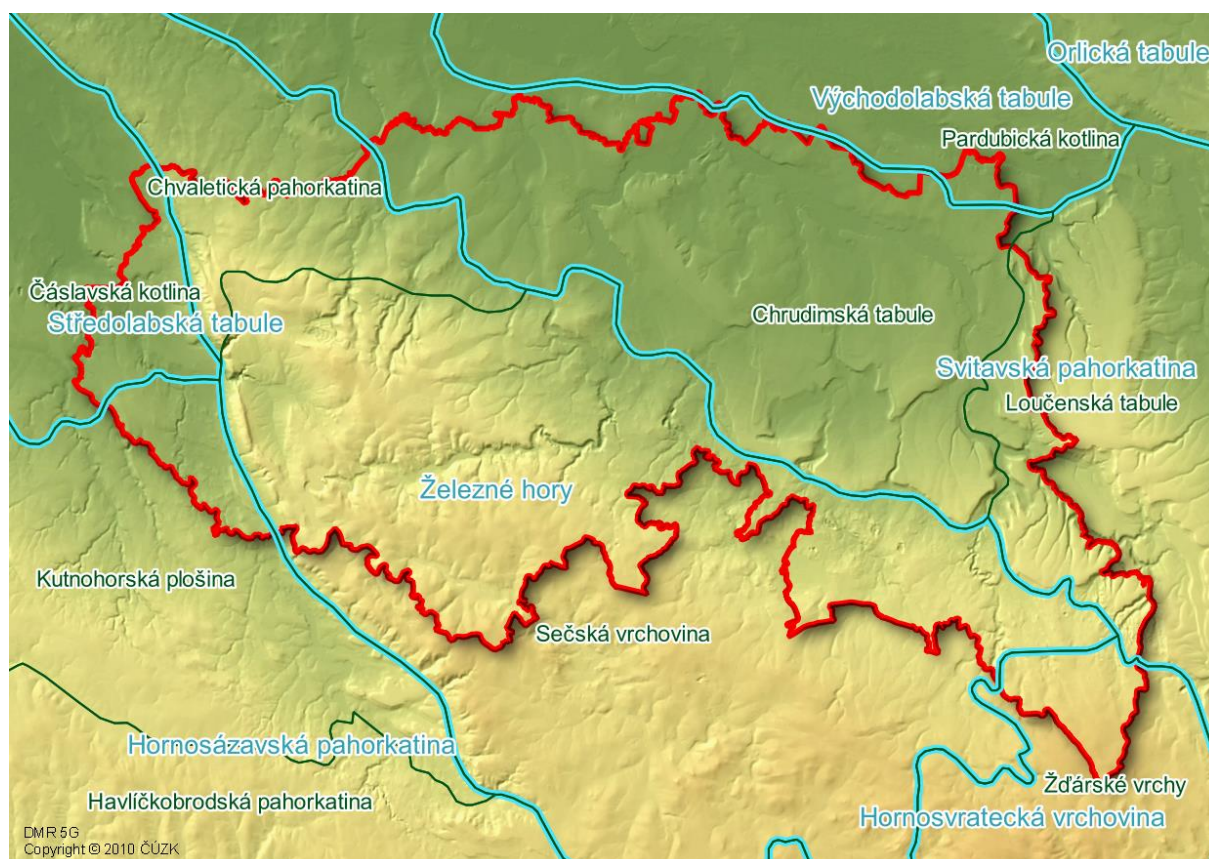 Orlická tabule
Východolabská tabule
Pardubická kotlina
Chvaletická pahorkatina
Čáslavská kotlina
Středolabská tabule
Chrudimská tabule
Svitavská pahorkatina
Loučenská tabule
Železné hory
Kutnohorská plošina
Sečská vrchovina
Hornosázavská pahorkatina
Žďárské vrchy
Havlíčkobrodská pahorkatina
Hornosvratecká vrchovina
DMR 5G
Copyright © 2010 ČÚZK